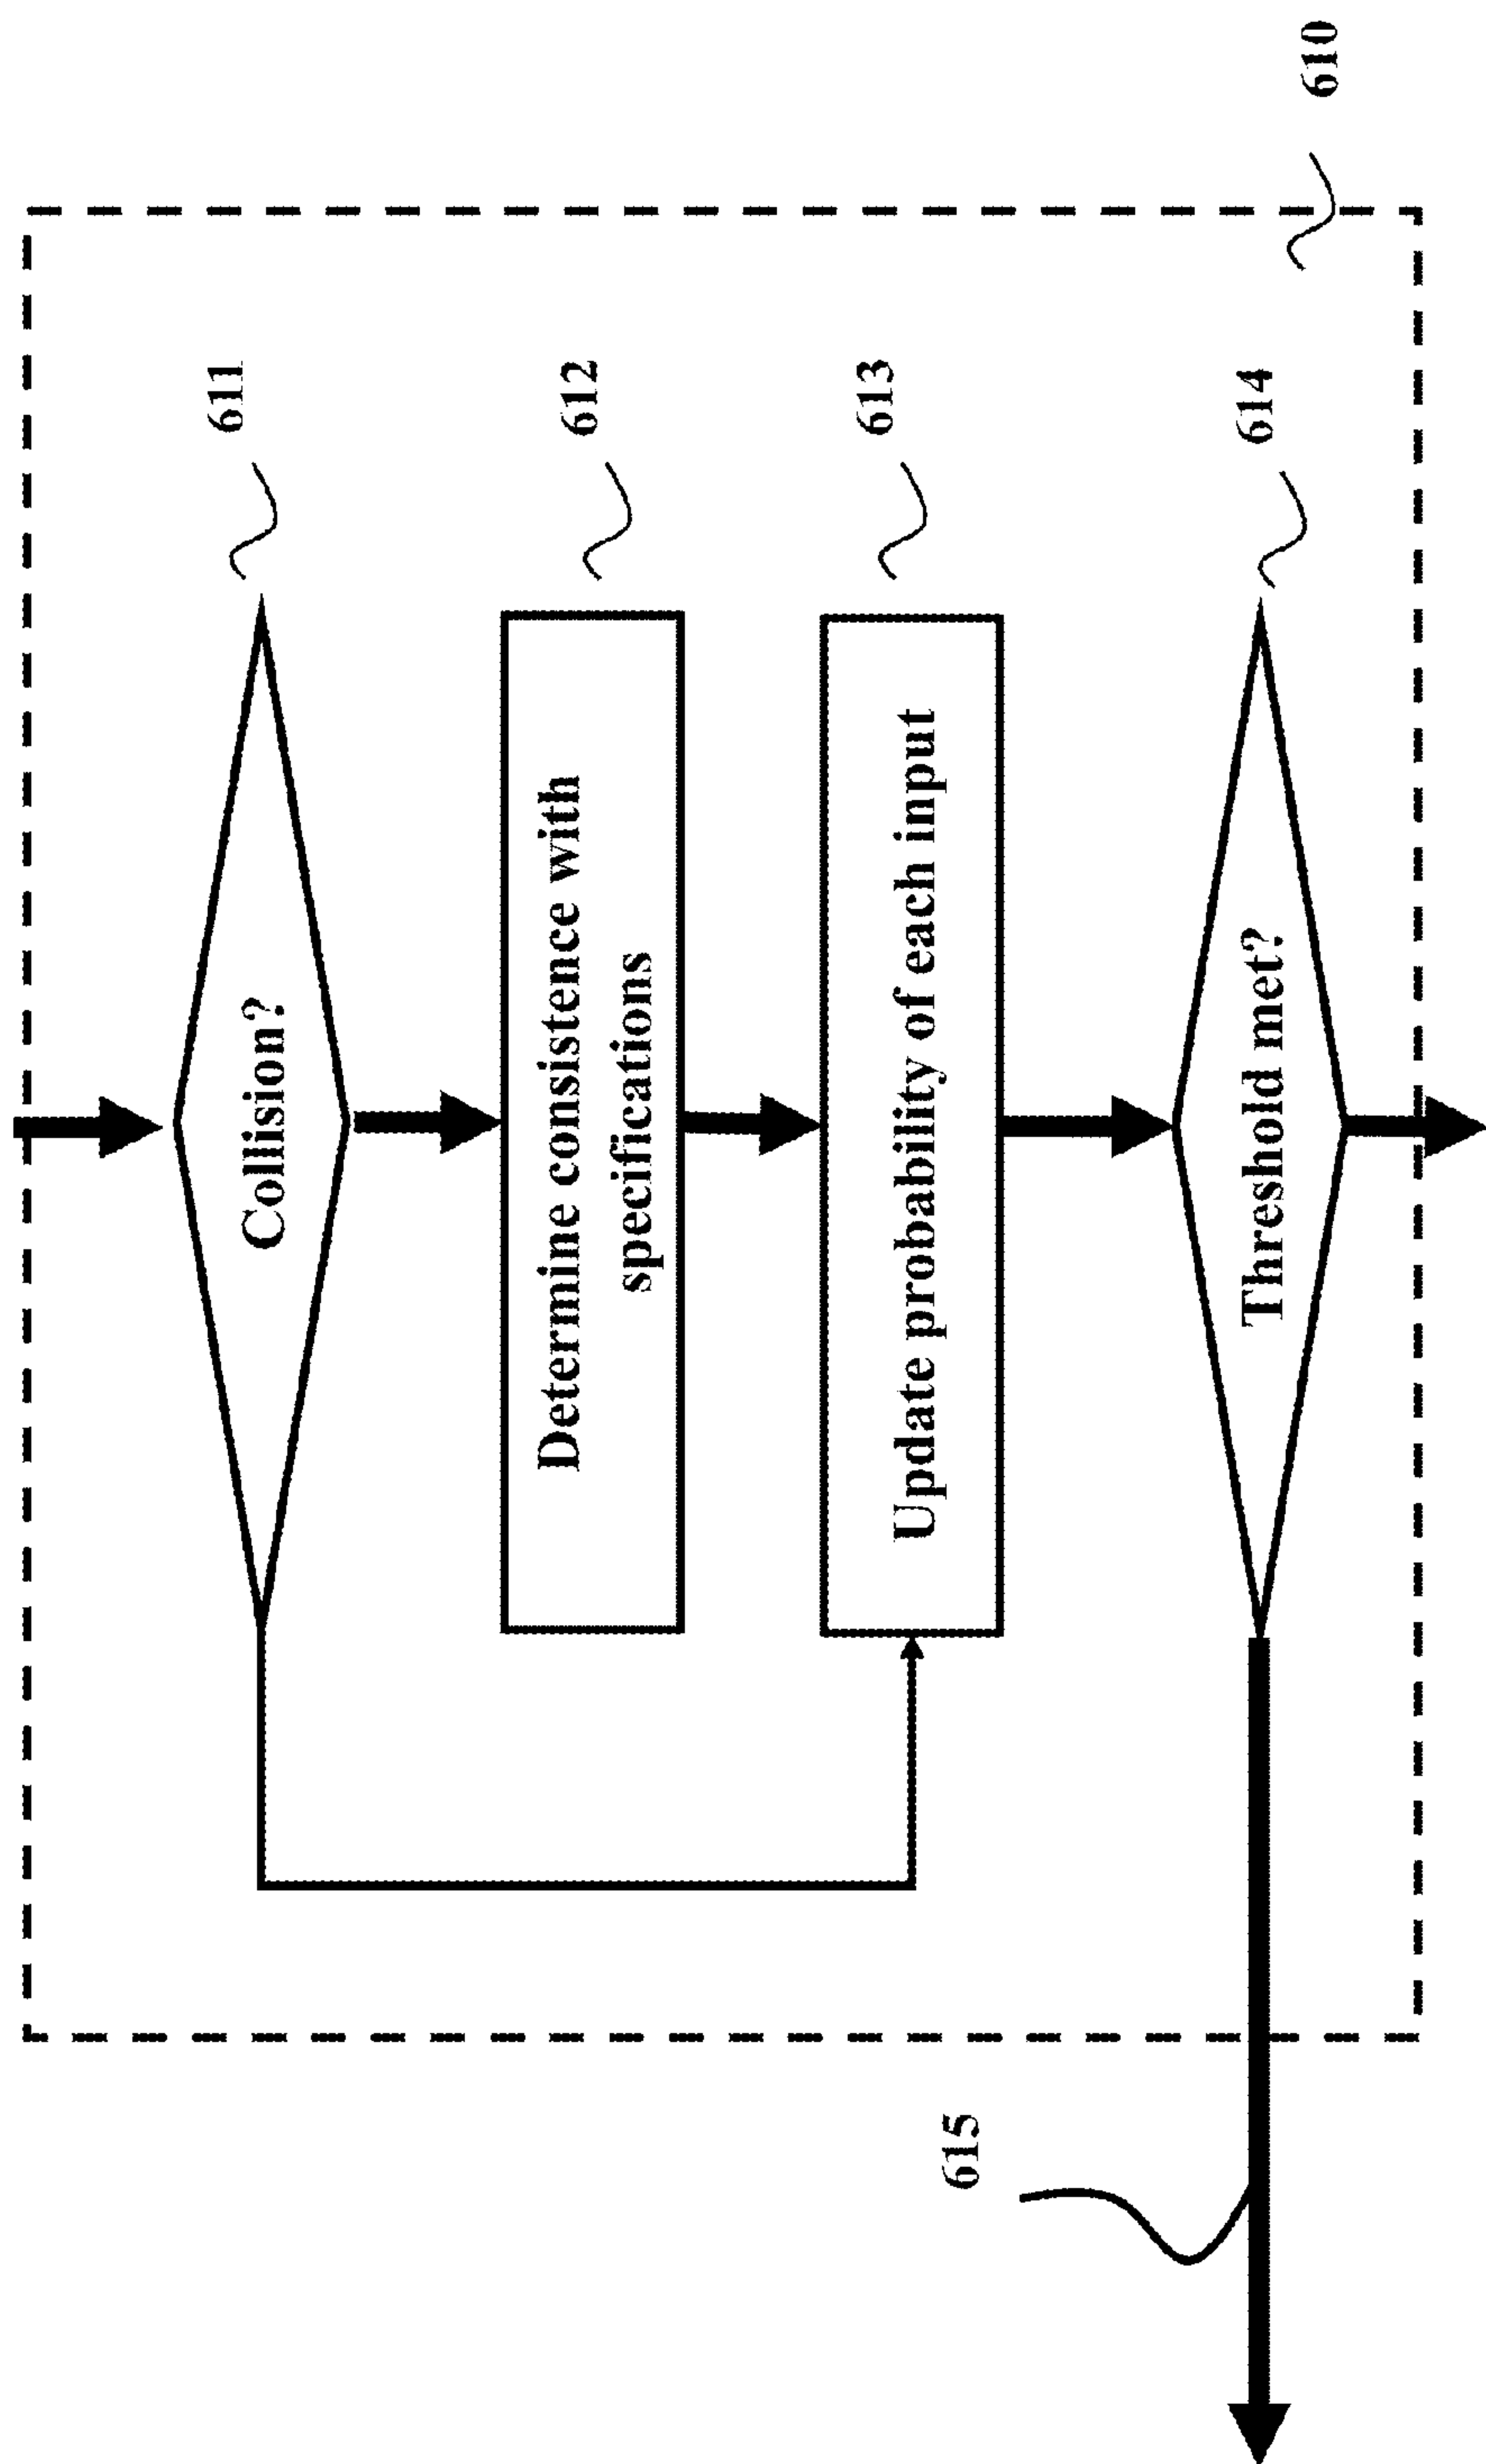 610
611
Collision?
612
Determine consistence with
specifications
613
Update probability of each input
614
Threshold met?
615